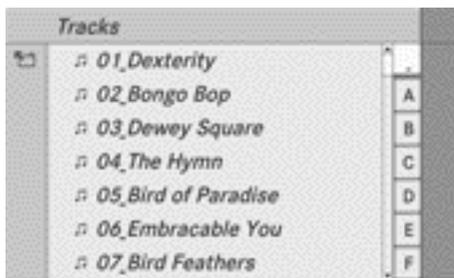 Tracks
01_Dexterity
02_Bongo Bop
03_Dewey Square
04_The Hymn
05_Bird of Paradise
06_Embracable You
07_Bird Feathers
.
A
B
C
D
E
F